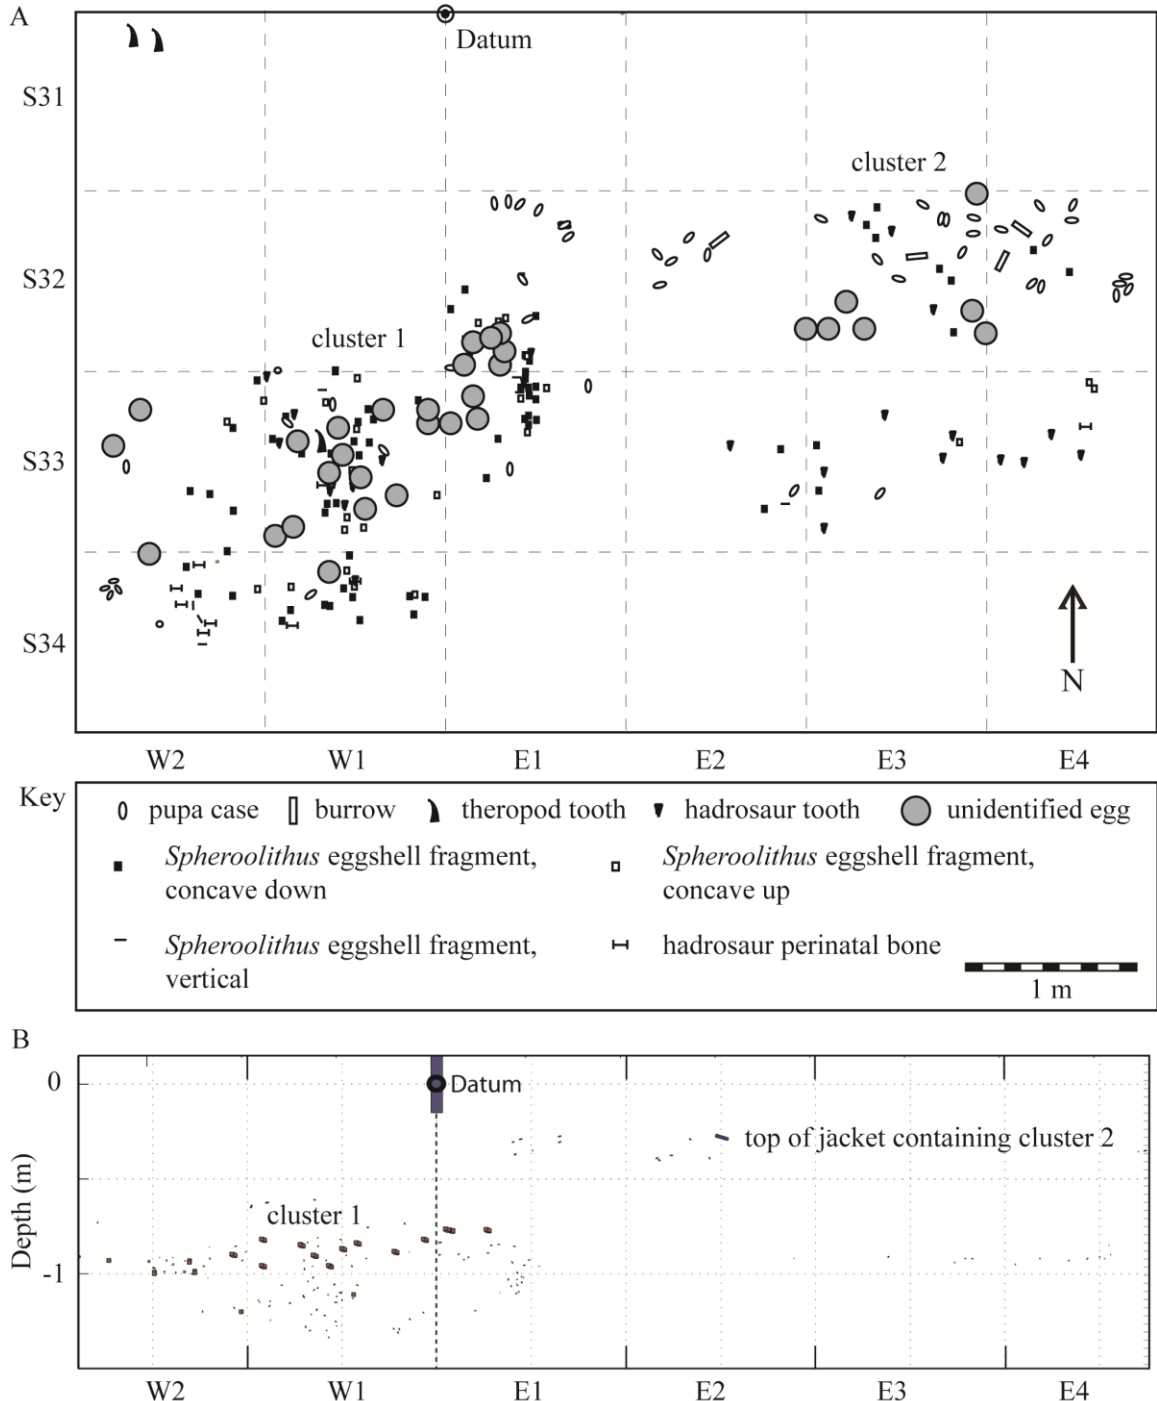 A
Datum
S31
cluster 2
S32
cluster 1
S33
S34
N
W2 W1 E1 E2 E3 E4
Key
pupa case burrow theropod tooth hadrosaur tooth unidentified egg
Spheroolithus eggshell fragment, concave down
Spheroolithus eggshell fragment, concave up
Spheroolithus eggshell fragment, vertical
hadrosaur perinatal bone
1 m
B
0
Datum
top of jacket containing cluster 2
Depth (m)
cluster 1
-1
W2 W1 E1 E2 E3 E4